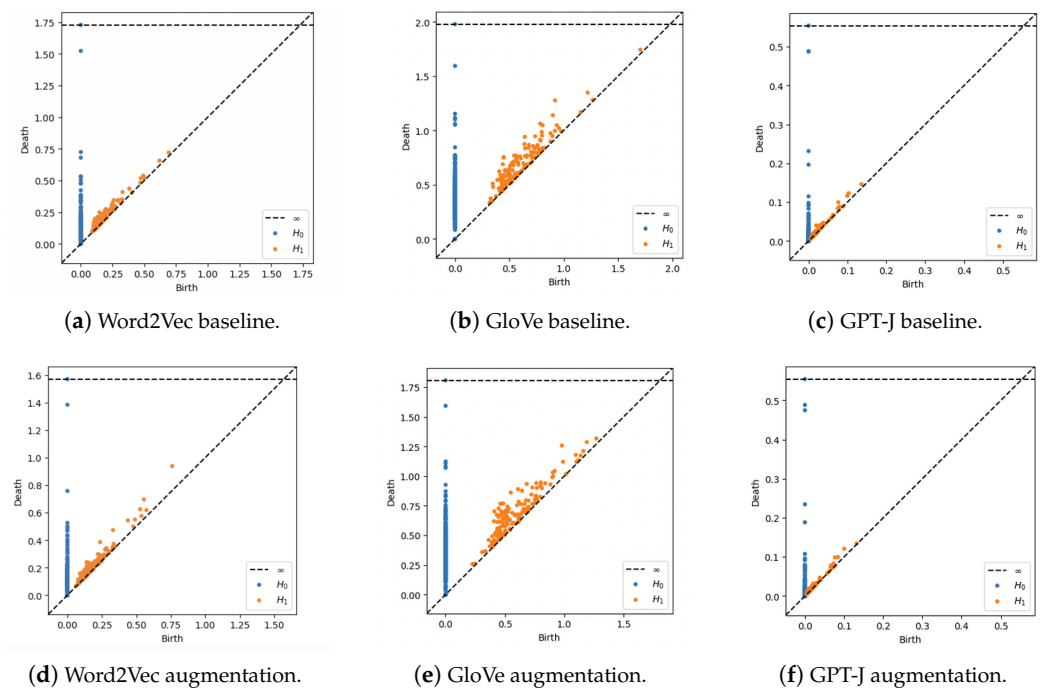 1.75
1.50
1.25
1.00
0.75
0.50
0.25
0.00
Death
0.00 0.25 0.50 0.75 1.00 1.25 1.50 1.75
Birth
∞
H₀
H₁
(a) Word2Vec baseline.
2.0
1.5
1.0
0.5
0.0
Death
0.0 0.5 1.0 1.5 2.0
Birth
∞
H₀
H₁
(b) GloVe baseline.
0.5
0.4
0.3
0.2
0.1
0.0
Death
0.0 0.1 0.2 0.3 0.4 0.5
Birth
∞
H₀
H₁
(c) GPT-J baseline.
1.6
1.4
1.2
1.0
0.8
0.6
0.4
0.2
0.0
Death
0.00 0.25 0.50 0.75 1.00 1.25 1.50
Birth
∞
H₀
H₁
(d) Word2Vec augmentation.
1.75
1.50
1.25
1.00
0.75
0.50
0.25
0.00
Death
0.0 0.5 1.0 1.5
Birth
∞
H₀
H₁
(e) GloVe augmentation.
0.5
0.4
0.3
0.2
0.1
0.0
Death
0.0 0.1 0.2 0.3 0.4 0.5
Birth
∞
H₀
H₁
(f) GPT-J augmentation.